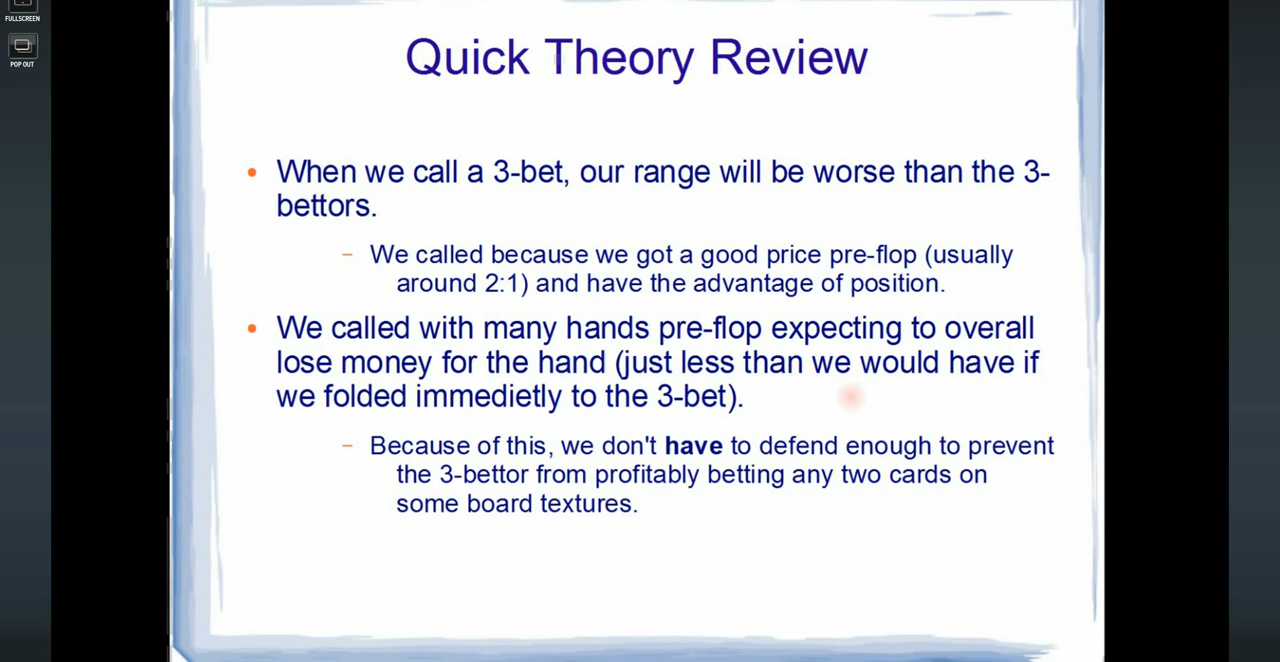 FULLSCREEN
POP OUT
Quick Theory Review
• When we call a 3-bet, our range will be worse than the 3-
bettors.
– We called because we got a good price pre-flop (usually
around 2:1) and have the advantage of position.
• We called with many hands pre-flop expecting to overall
lose money for the hand (just less than we would have if
we folded immedietly to the 3-bet).
– Because of this, we don't have to defend enough to prevent
the 3-bettor from profitably betting any two cards on
some board textures.